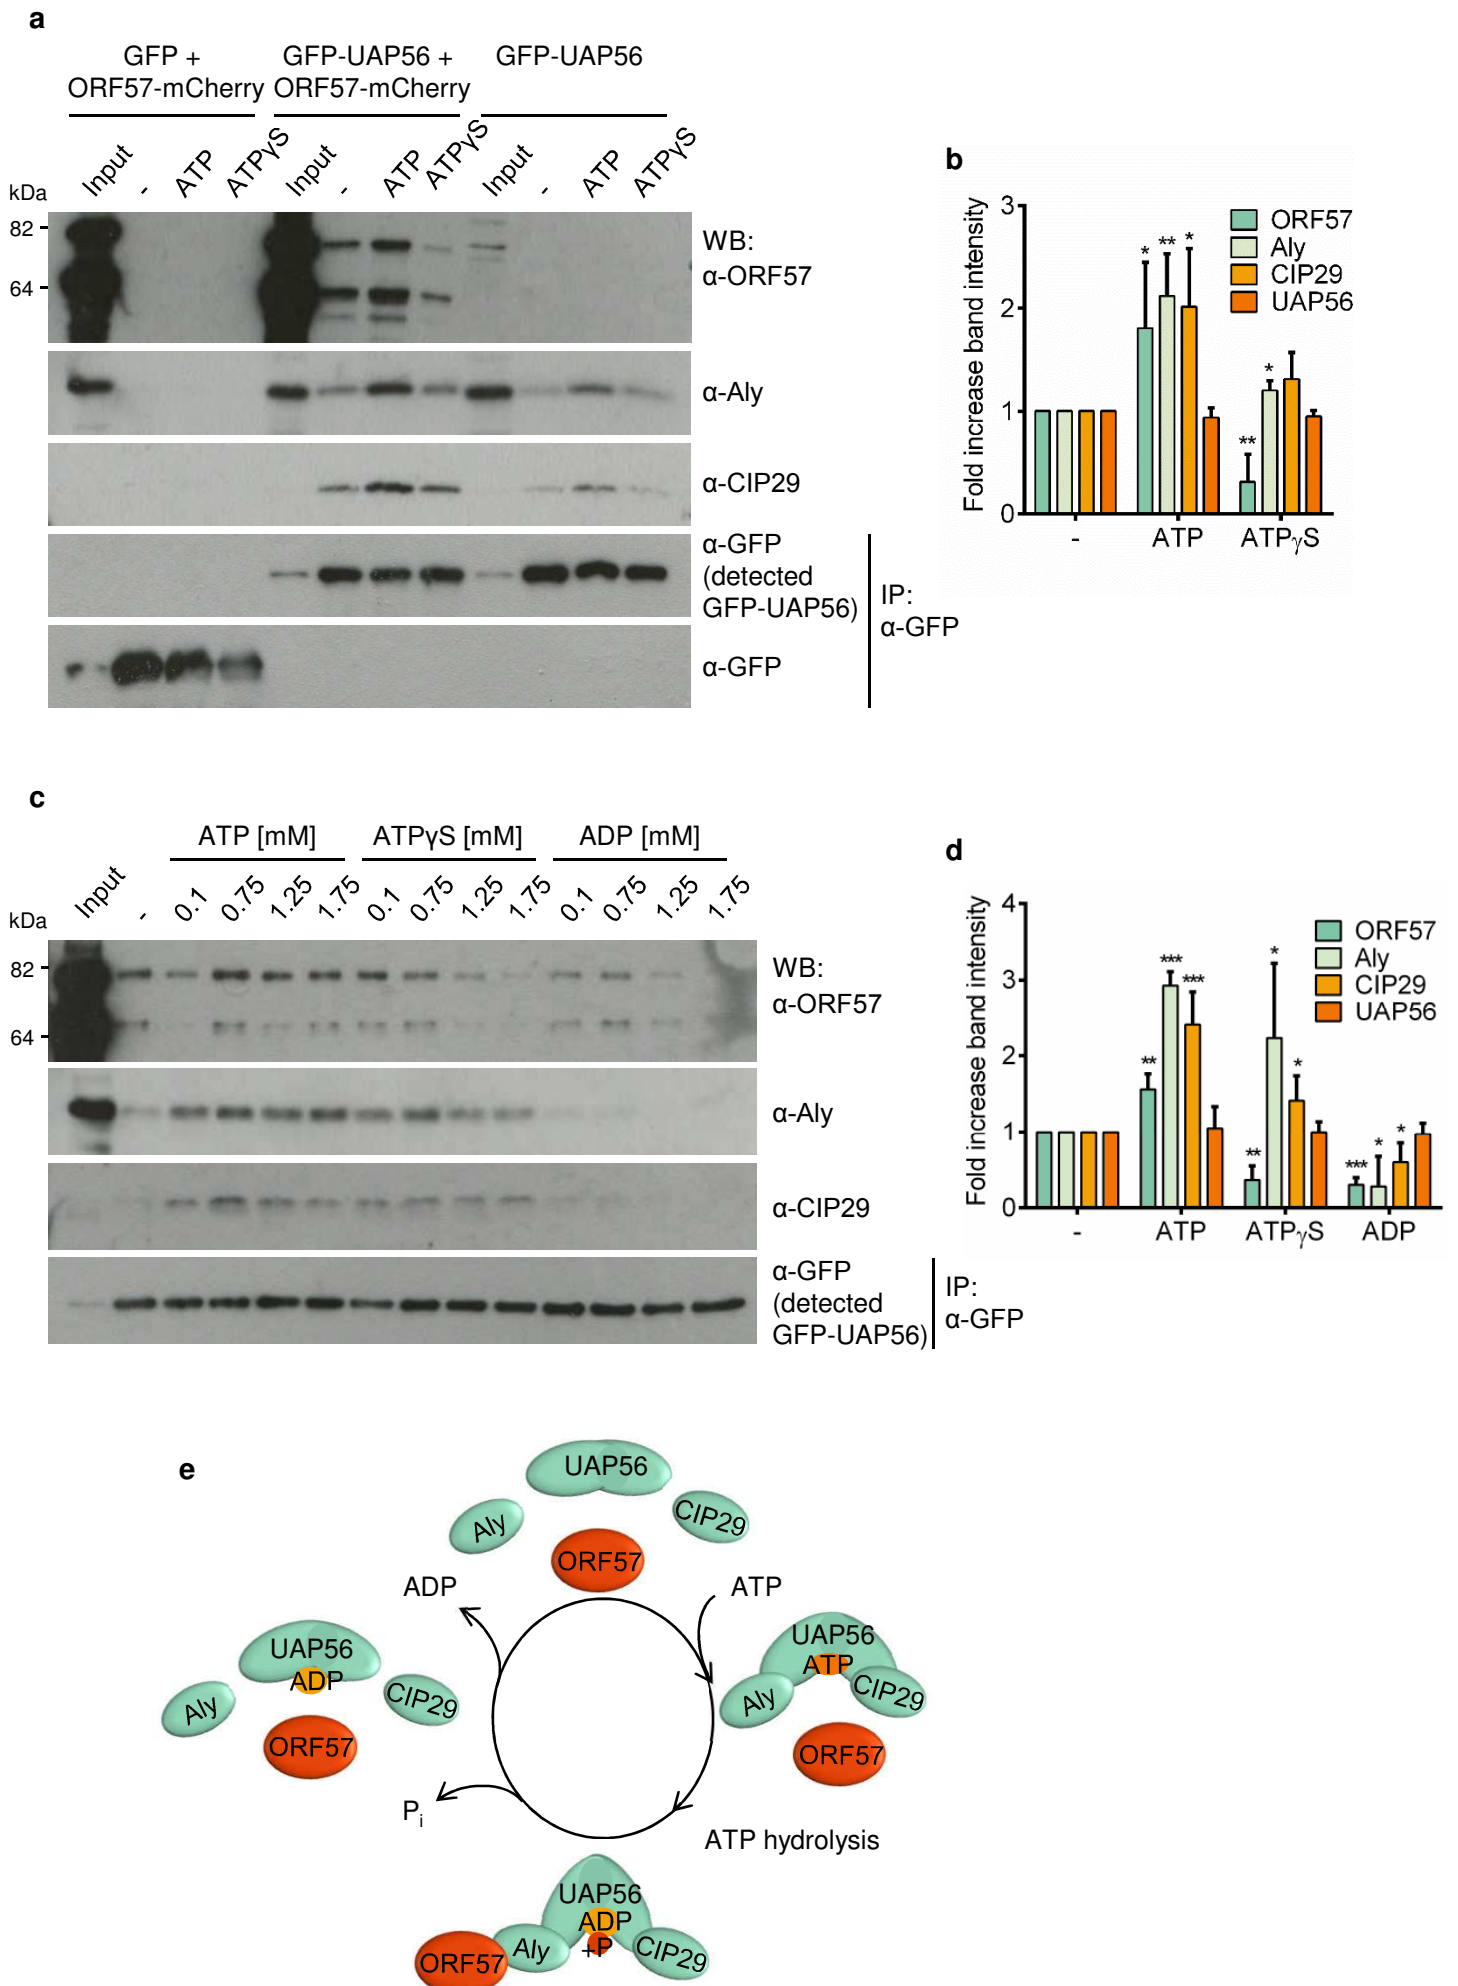 a
GFP +
ORF57-mCherry
GFP-UAP56 +
ORF57-mCherry
GFP-UAP56
Input
-
ATP
ATPγS
Input
-
ATP
ATPγS
Input
-
ATP
ATPγS
kDa
82
64
WB:
α-ORF57
α-Aly
α-CIP29
α-GFP
(detected
GFP-UAP56)
α-GFP
IP:
α-GFP
b
Fold increase band intensity
3
2
1
0
ORF57
Aly
CIP29
UAP56
*
**
*
**
*
-
ATP
ATPγS
c
ATP [mM]
ATPγS [mM]
ADP [mM]
Input
-
0.1
0.75
1.25
1.75
0.1
0.75
1.25
1.75
0.1
0.75
1.25
1.75
kDa
82
64
WB:
α-ORF57
α-Aly
α-CIP29
α-GFP
(detected
GFP-UAP56)
IP:
α-GFP
d
Fold increase band intensity
4
3
2
1
0
ORF57
Aly
CIP29
UAP56
**
***
***
**
*
*
***
*
*
-
ATP
ATPγS
ADP
e
UAP56
Aly
CIP29
ORF57
ADP
ATP
UAP56
ADP
Aly
CIP29
ORF57
UAP56
ATP
Aly
CIP29
ORF57
Pi
ATP hydrolysis
UAP56
ADP
+P
ORF57
Aly
CIP29